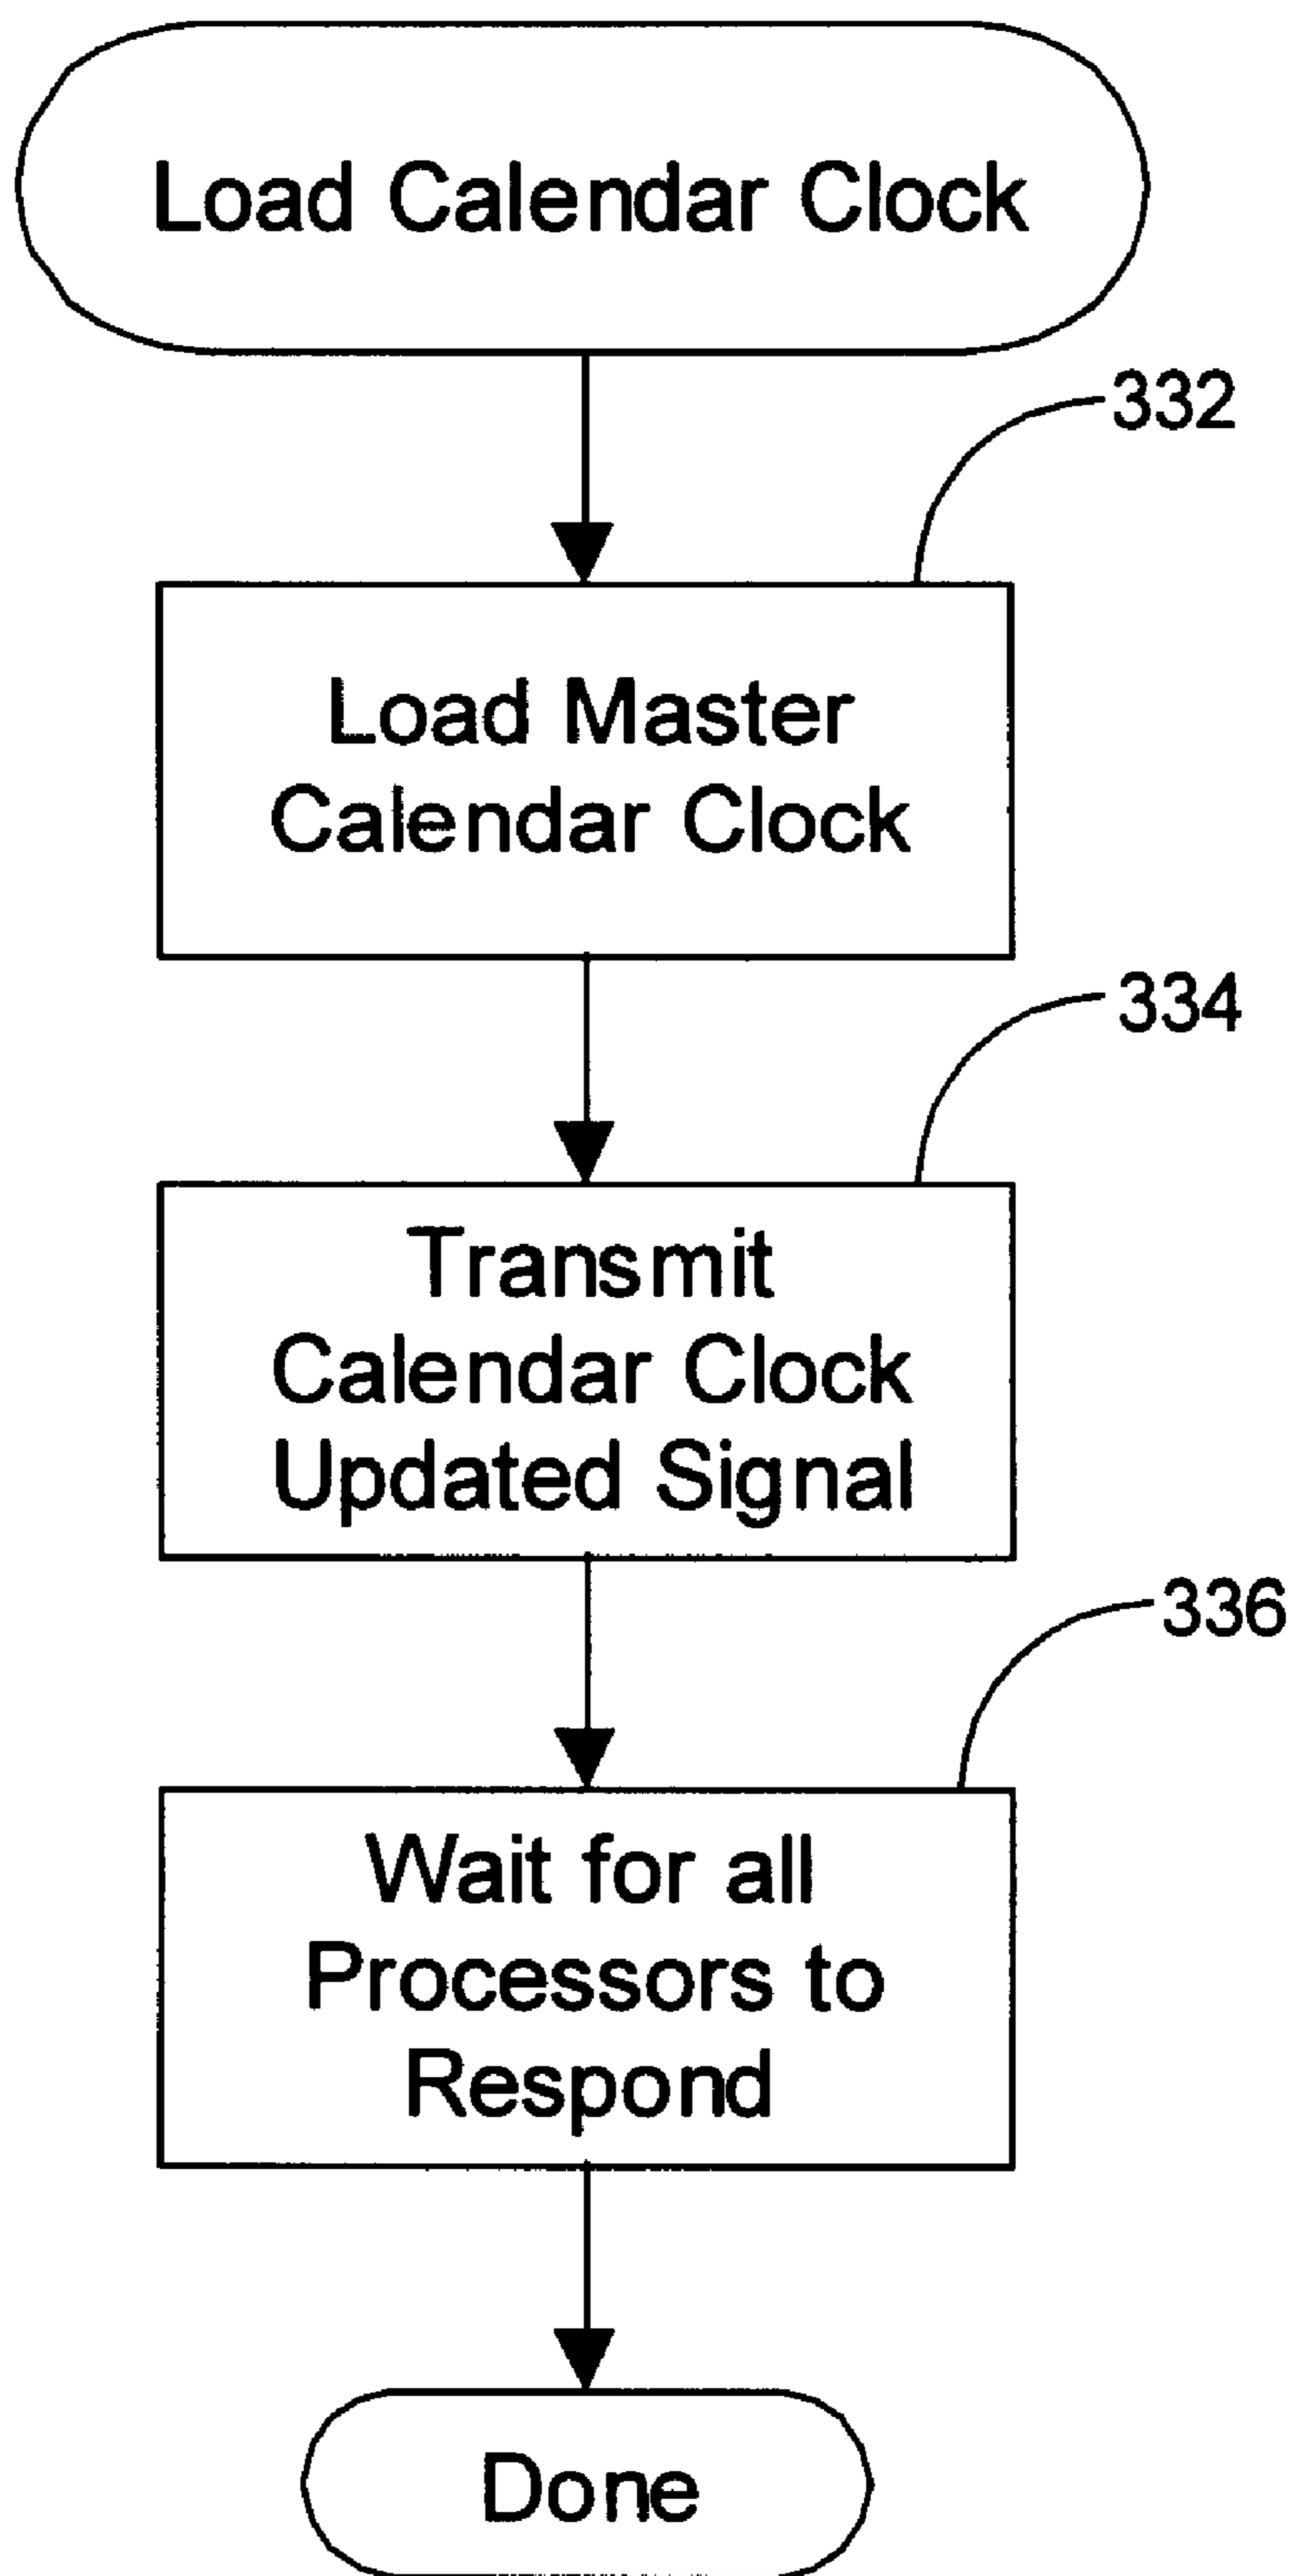 Load Calendar Clock
332
Load Master
Calendar Clock
334
Transmit
Calendar Clock
Updated Signal
336
Wait for all
Processors to
Respond
Done